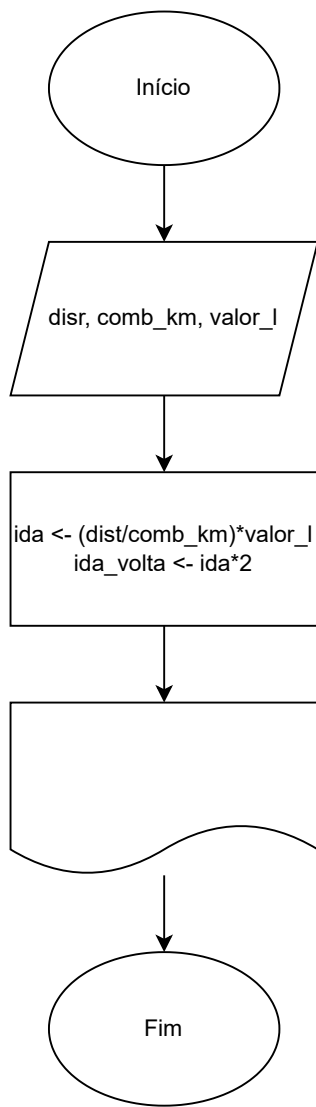 Início
disr, comb_km, valor_l
ida <- (dist/comb_km)*valor_l
ida_volta <- ida*2
Fim